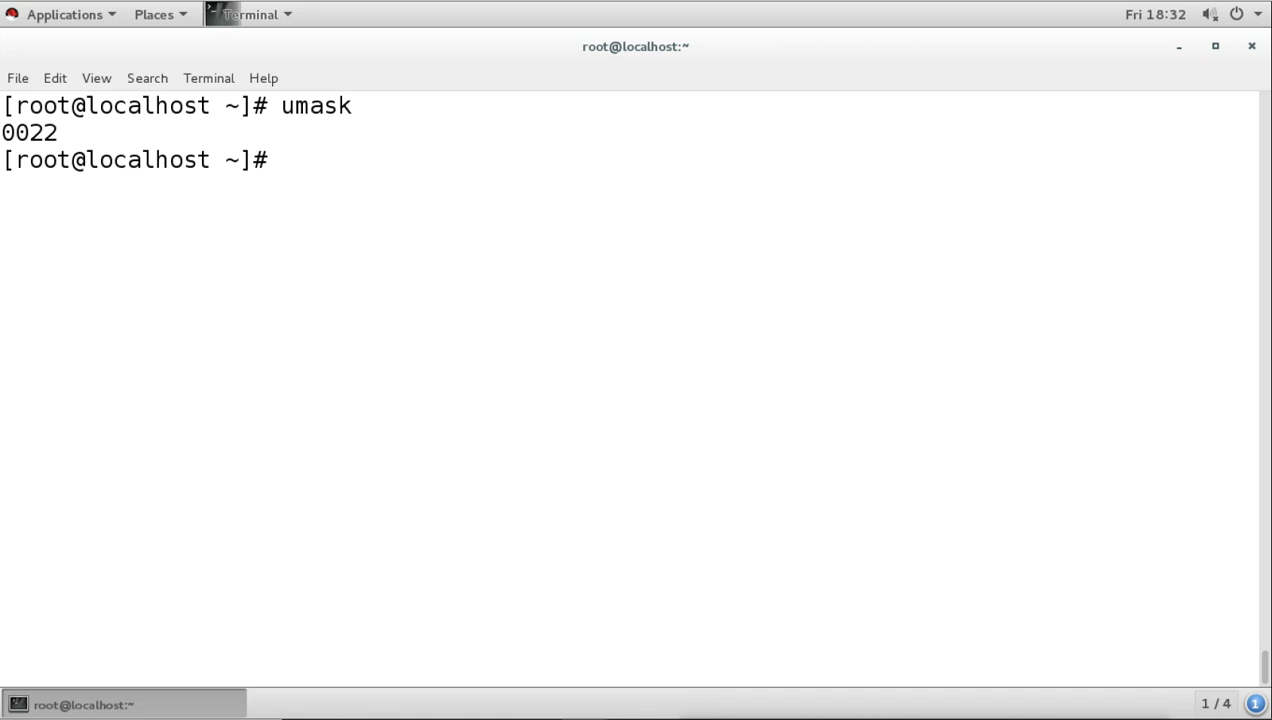 Applications Places Terminal Fri 18:32
root@localhost:~
File Edit View Search Terminal Help
[root@localhost ~]# umask
0022
[root@localhost ~]#
root@localhost:~ 1 / 4 1